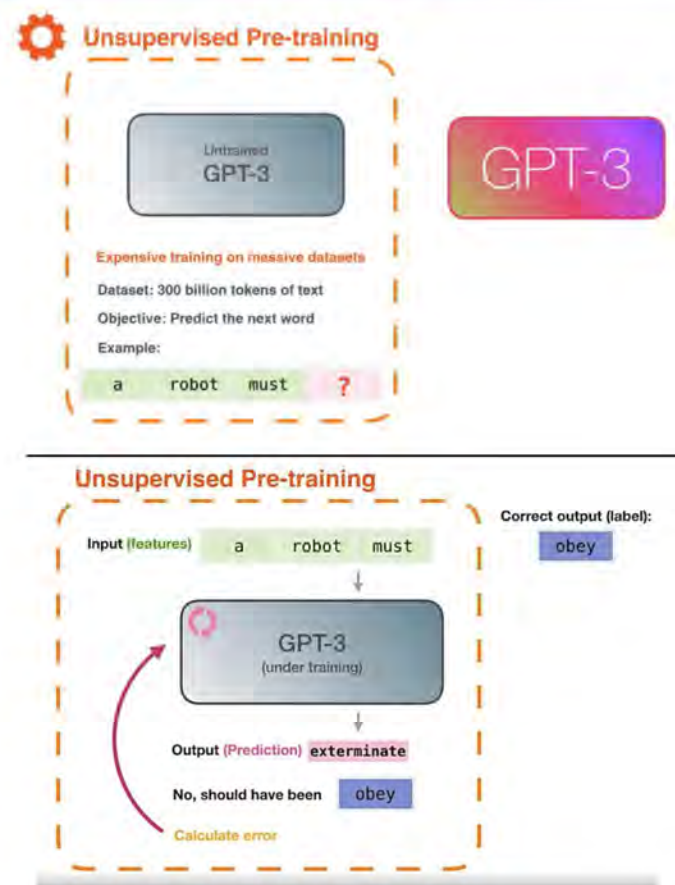 Unsupervised Pre-training
Untrained
GPT-3
GPT-3
Expensive training on massive datasets
Dataset: 300 billion tokens of text
Objective: Predict the next word
Example:
a robot must ?
Unsupervised Pre-training
Correct output (label):
Input (features) a robot must
obey
GPT-3
(under training)
Output (Prediction) exterminate
No, should have been obey
Calculate error